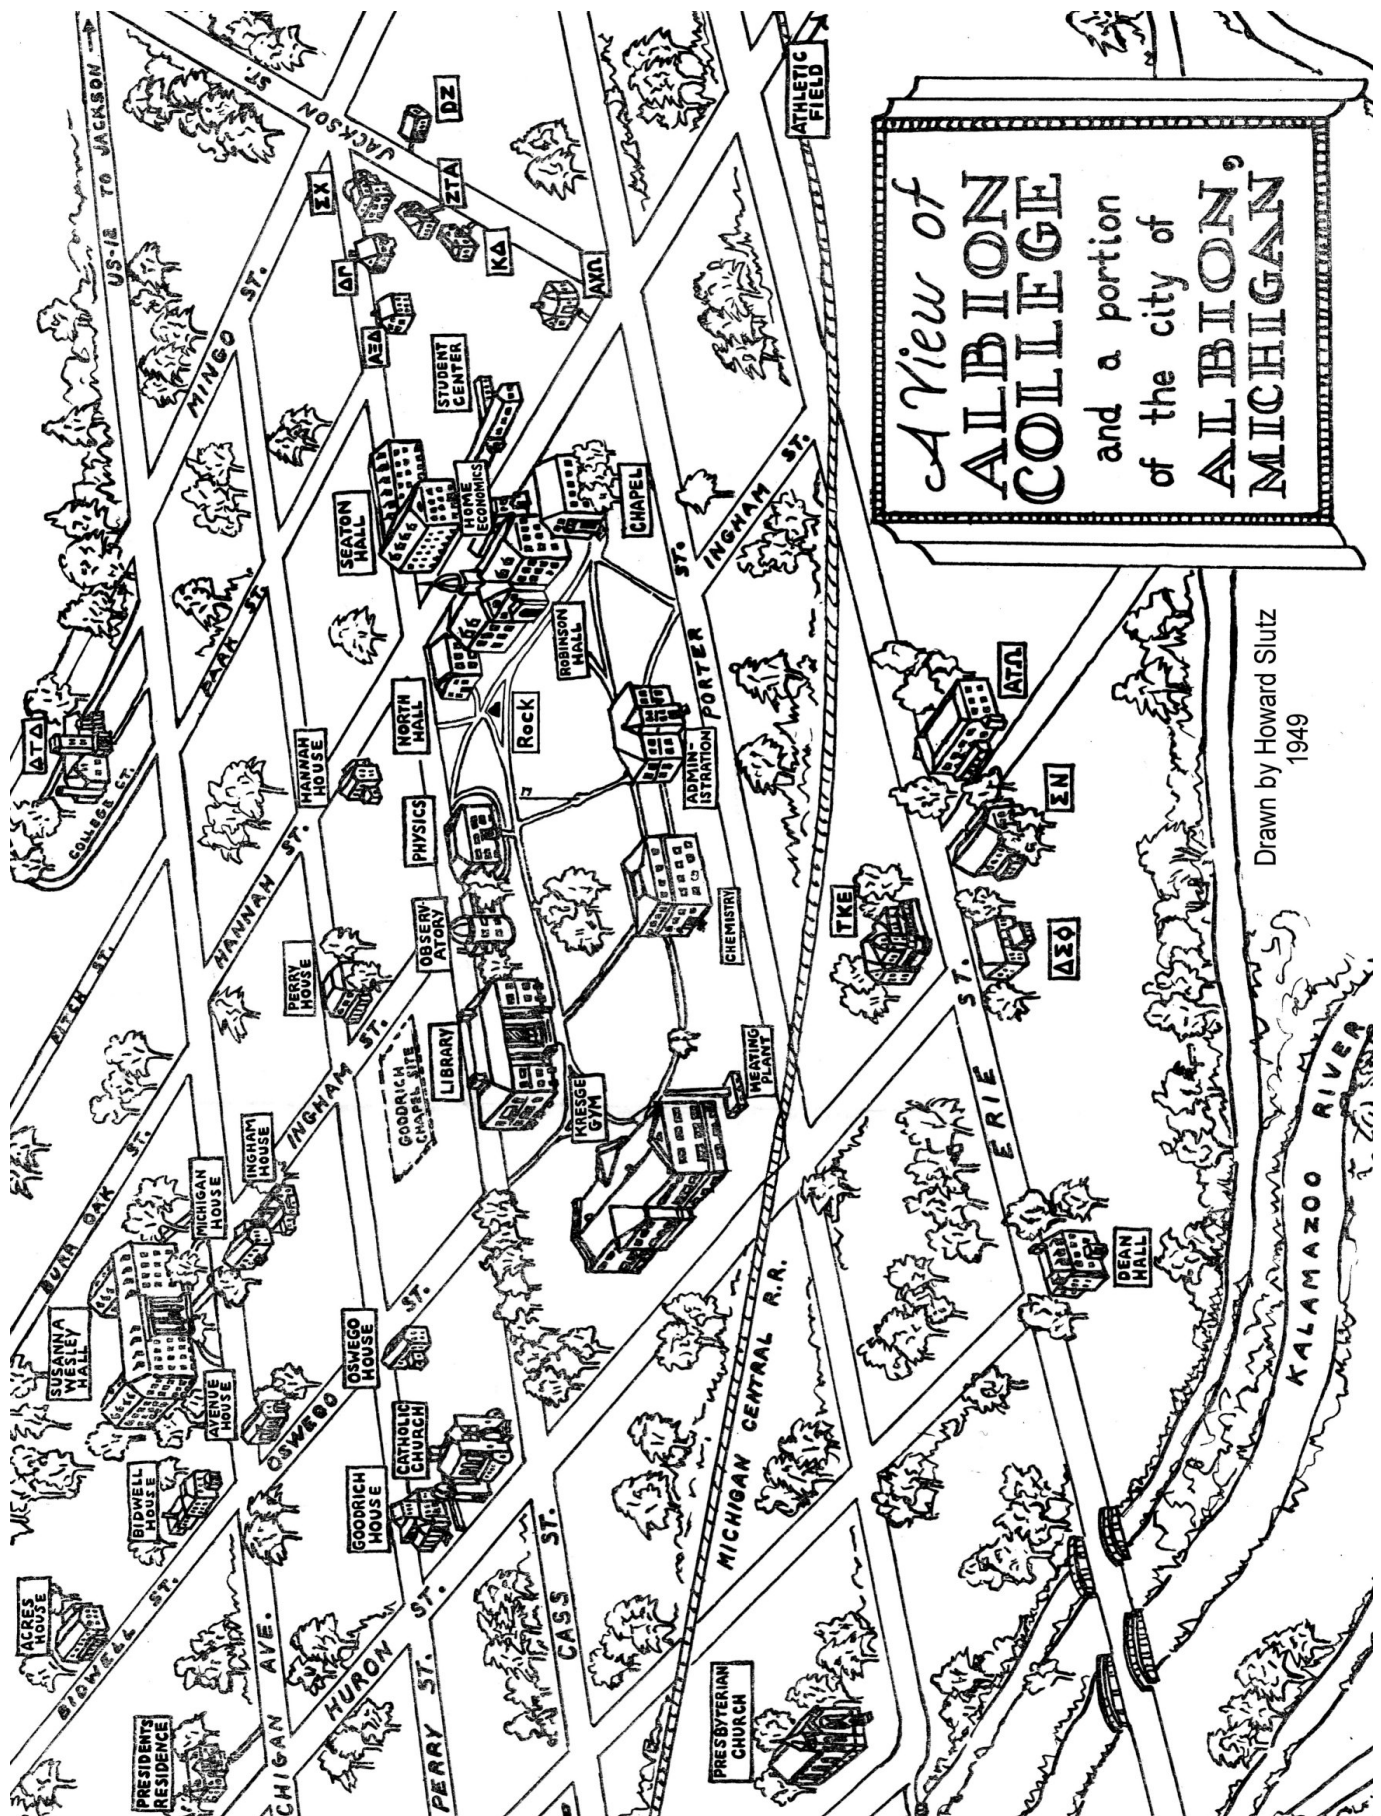 A View of
ALBION
COLLEGE
and a portion
of the city of
ALBION,
MICHIGAN
Drawn by Howard Slutz
1949
US-12 TO JACKSON
JACKSON
ST.
MINGO
ST.
DZ
ΣΧ
ZTA
ΔΓ
ΚΔ
ΑΞΔ
ΑΧΩ
ATHLETIC
FIELD
STUDENT
CENTER
SEATON
HALL
HOME
ECONOMICS
CHAPEL
INGHAM ST.
PARK ST.
NORTH
HALL
ROBINSON
HALL
Rock
PORTER
ST.
ADMIN-
ISTRATION
ΔΤΔ
COLLEGE CT.
HANNAH
HOUSE
HANNAH ST.
PHYSICS
OBSERV-
ATORY
CHEMISTRY
ΑΤΩ
ΣΝ
ΔΣΦ
TKE
FITCH ST.
PERRY
HOUSE
LIBRARY
GOODRICH
CHAPEL SITE
KRESGE
GYM
HEATING
PLANT
INGHAM ST.
INGHAM
HOUSE
MICHIGAN
HOUSE
BURR OAK ST.
SUSANNA
WESLEY
HALL
AVENUE
HOUSE
OSWEGO
HOUSE
OSWEGO
ST.
CATHOLIC
CHURCH
GOODRICH
HOUSE
BIDWELL
HOUSE
ACRES
HOUSE
BIDWELL ST.
PRESIDENTS
RESIDENCE
CHIGAN AVE.
HURON ST.
PERRY ST.
CASS ST.
MICHIGAN CENTRAL R.R.
PRESBYTERIAN
CHURCH
ERIE ST.
DEAN
HALL
KALAMAZOO RIVER